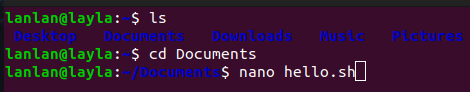 lanlan@layla:~$ ls
Desktop Documents Downloads Music Pictures
lanlan@layla:~$ cd Documents
lanlan@layla:~/Documents$ nano hello.sh